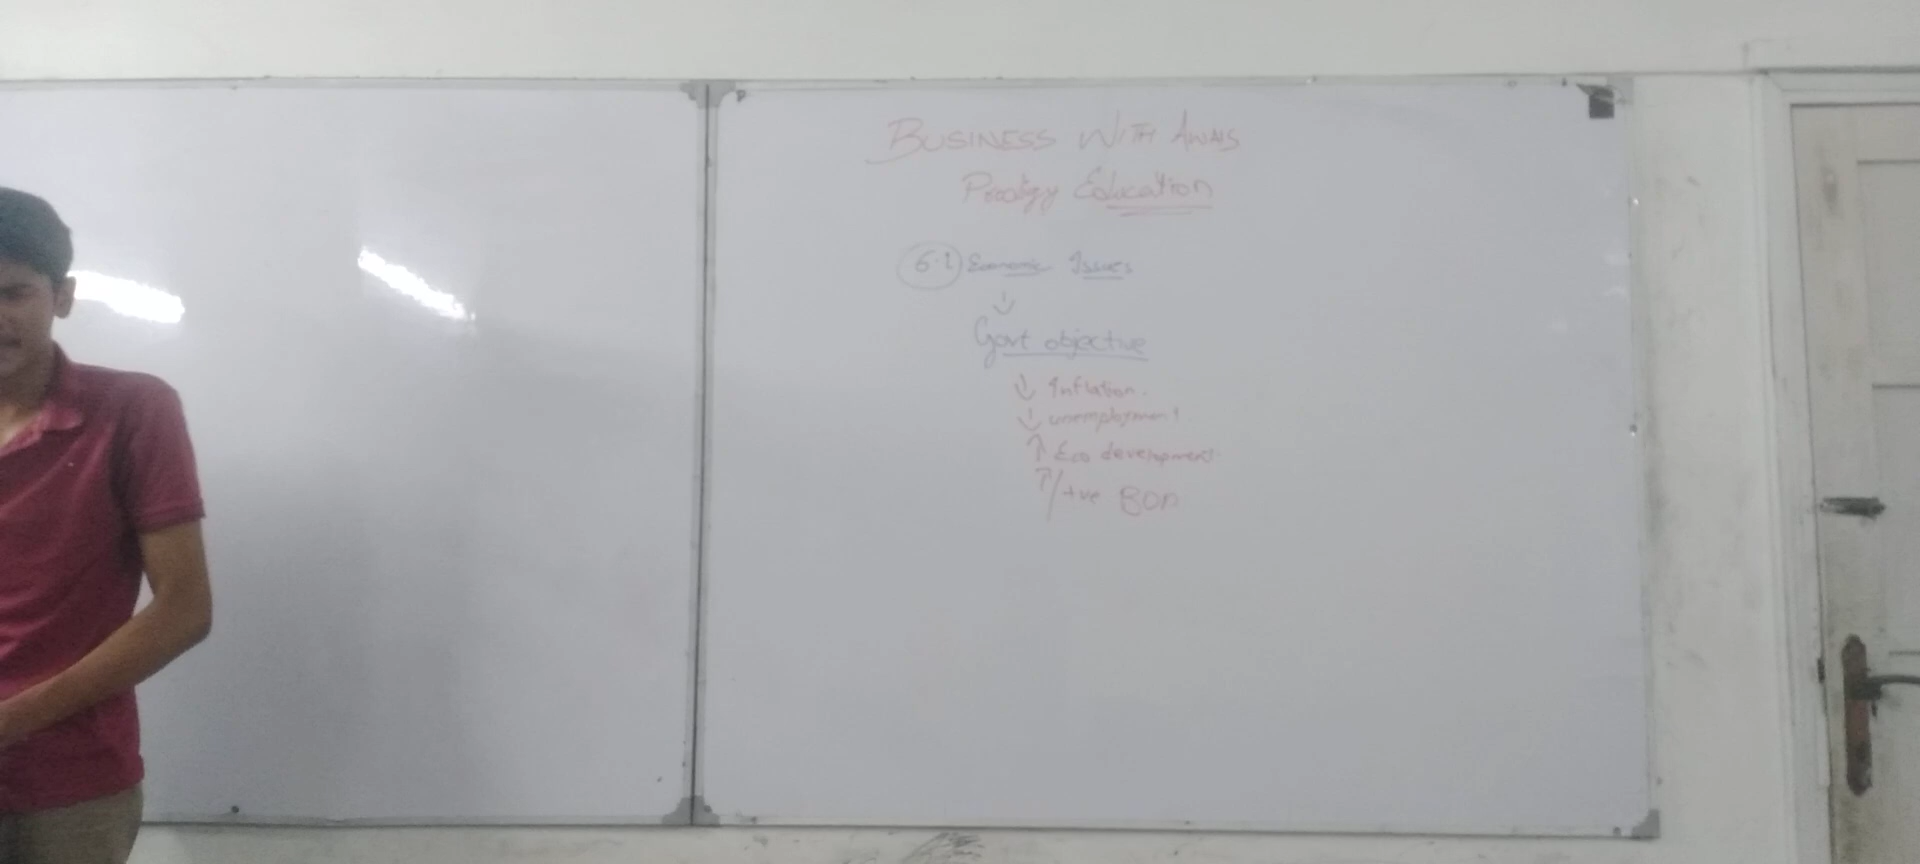 BUSINESS WITH AWAIS
Prodigy Education
6.1 Economic Issues
↓
Govt objective
↓ Inflation.
↓ unemployment.
↑ Eco development.
↑/+ve BOP